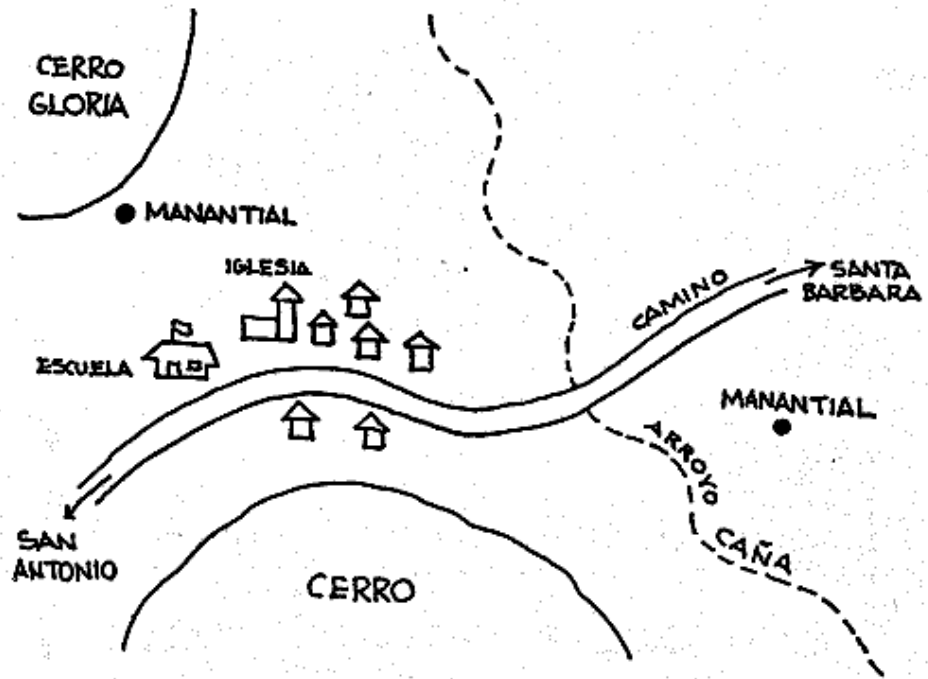 CERRO
GLORIA
MANANTIAL
IGLESIA
ESCUELA
CAMINO
SANTA
BARBARA
MANANTIAL
ARROYO
CAÑA
SAN
ANTONIO
CERRO